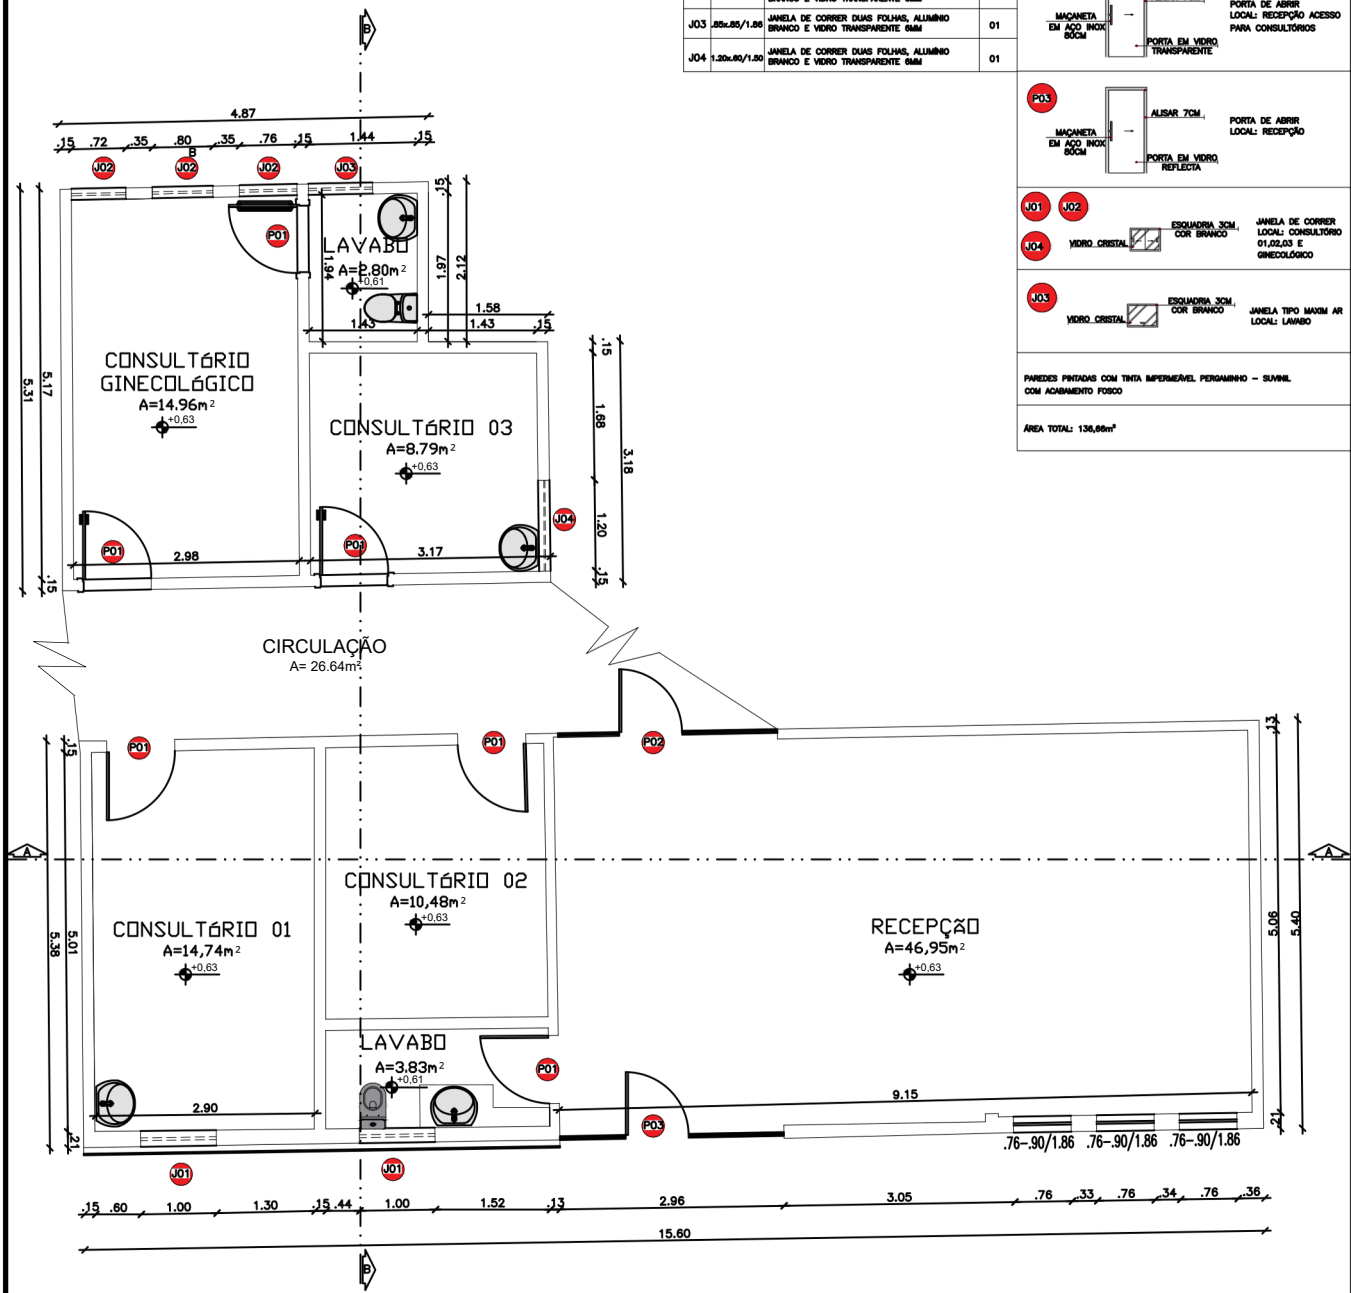 BRANCO E VIDRO TRANSPARENTE 6MM
J03 .85x.85/1.86 JANELA DE CORRER DUAS FOLHAS, ALUMÍNIO
BRANCO E VIDRO TRANSPARENTE 6MM 01
J04 1.20x.60/1.50 JANELA DE CORRER DUAS FOLHAS, ALUMÍNIO
BRANCO E VIDRO TRANSPARENTE 6MM 01
MAÇANETA
EM AÇO INOX
80CM
PORTA EM VIDRO
TRANSPARENTE
PORTA DE ABRIR
LOCAL: RECEPÇÃO ACESSO
PARA CONSULTÓRIOS
P03
ALISAR 7CM
MAÇANETA
EM AÇO INOX
80CM
PORTA EM VIDRO
REFLECTA
PORTA DE ABRIR
LOCAL: RECEPÇÃO
J01 J02
J04
VIDRO CRISTAL
ESQUADRIA 3CM
COR BRANCO
JANELA DE CORRER
LOCAL: CONSULTÓRIO
01,02,03 E
GINECOLÓGICO
J03
VIDRO CRISTAL
ESQUADRIA 3CM
COR BRANCO
JANELA TIPO MAXIM AR
LOCAL: LAVABO
PAREDES PINTADAS COM TINTA IMPERMEÁVEL PERGAMINHO – SUVINIL
COM ACABAMENTO FOSCO
ÁREA TOTAL: 136,66m²
B
4.87
.15 .72 .35 .80 .35 .76 .15 1.44 .15
B
J02 J02 J02 J03
P01
LAVABO
A=2.80m²
+0,61
1.94
1.43
.15
1.97
2.12
1.58
1.43 .15
5.31
5.17
.15
CONSULTóRIO
GINECOLóGICO
A=14.96m²
+0,63
CONSULTóRIO 03
A=8.79m²
+0,63
.15
1.68
3.18
1.20
.15
J04
P01
2.98
P01
3.17
CIRCULAÇÃO
A= 26.64m²
P01
P01
P02
.15
5.01
5.38
.21
A
A
CONSULTóRIO 01
A=14,74m²
+0,63
CONSULTóRIO 02
A=10,48m²
+0,63
RECEPÇãO
A=46,95m²
+0,63
.13
5.06
5.40
.21
LAVABO
A=3.83m²
+0,61
P01
2.90
9.15
P03
J01
J01
.76–.90/1.86 .76–.90/1.86 .76–.90/1.86
.15 .60 1.00 1.30 .15 .44 1.00 1.52 .13 2.96 3.05 .76 .33 .76 .34 .76 .36
15.60
B